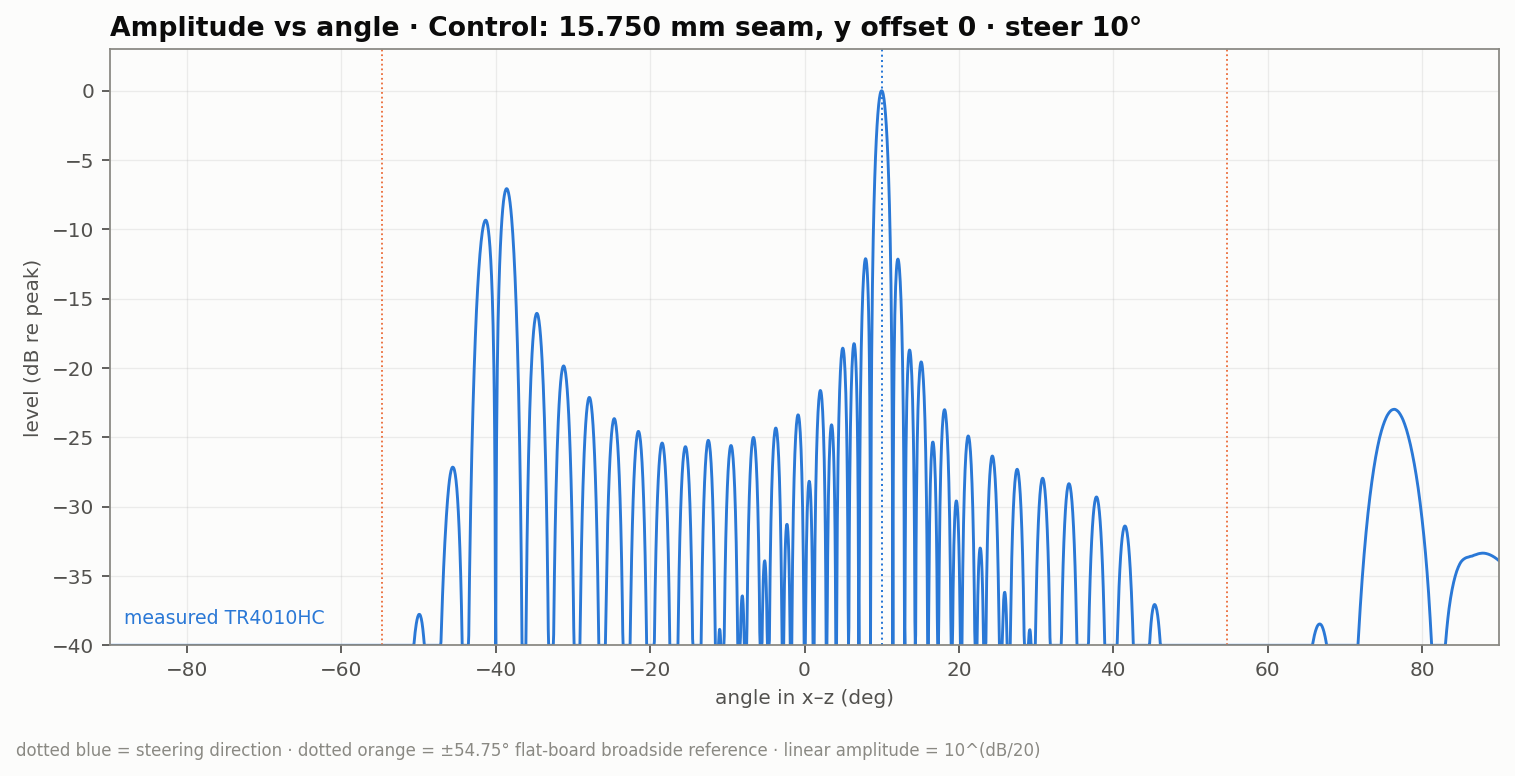 Amplitude vs angle · Control: 15.750 mm seam, y offset 0 · steer 10°
0
−5
−10
−15
−20
−25
−30
−35
−40
level (dB re peak)
measured TR4010HC
−80 −60 −40 −20 0 20 40 60 80
angle in x–z (deg)
dotted blue = steering direction · dotted orange = ±54.75° flat-board broadside reference · linear amplitude = 10^(dB/20)